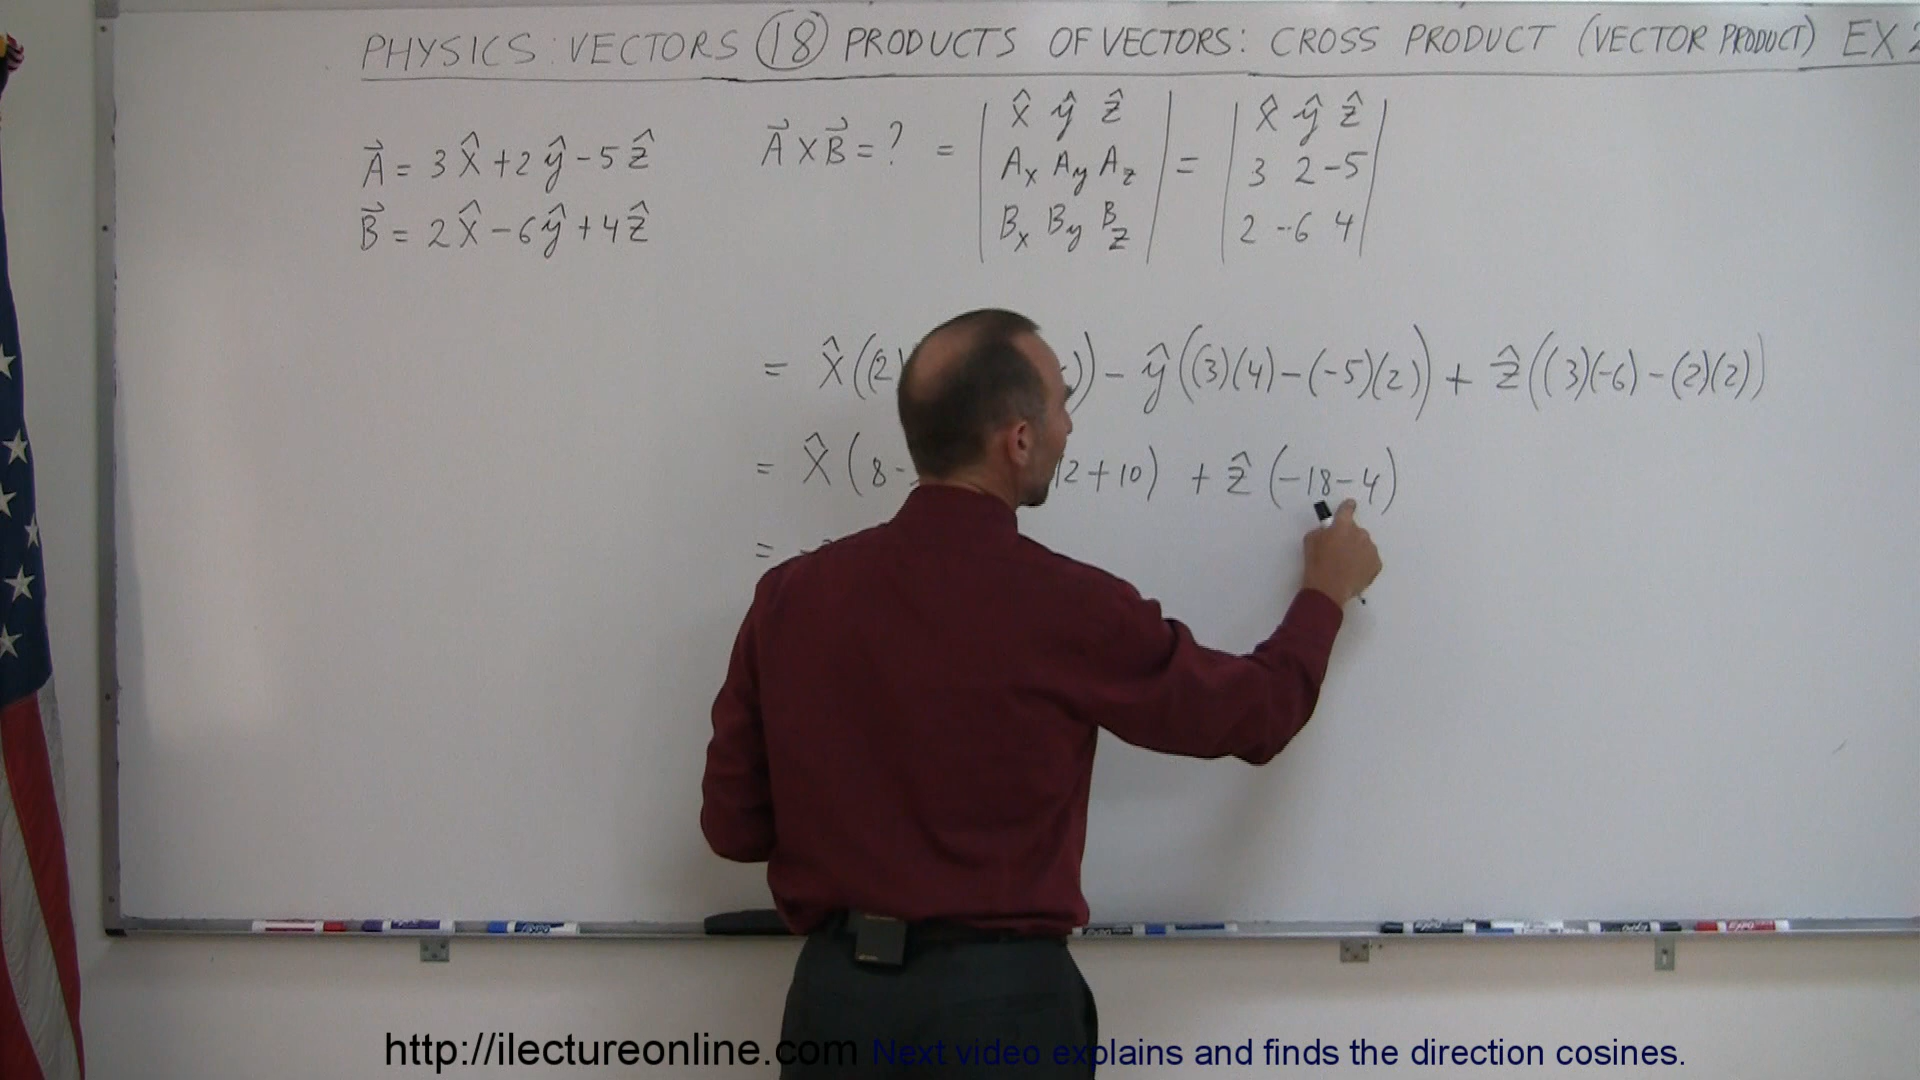 PHYSICS: VECTORS (18) PRODUCTS OF VECTORS: CROSS PRODUCT (VECTOR PRODUCT) EX 2
A⃗ = 3x̂ + 2ŷ - 5ẑ
B⃗ = 2x̂ - 6ŷ + 4ẑ
A⃗ x B⃗ = ? = | x̂ ŷ ẑ | = | x̂ ŷ ẑ |
| Ax Ay Az | | 3 2 -5 |
| Bx By Bz | | 2 -6 4 |
= x̂((2) )) - ŷ((3)(4) - (-5)(2)) + ẑ((3)(-6) - (2)(2))
= x̂(8 - 12 + 10) + ẑ(-18 - 4)
= -
http://ilectureonline.com Next video explains and finds the direction cosines.